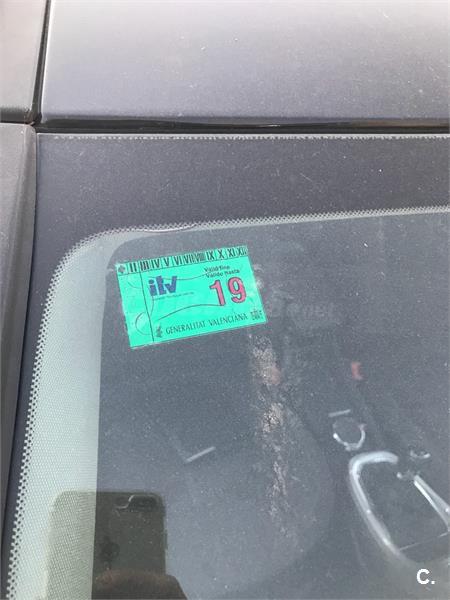 II III IV V VI VII VIII IX X XI XII
itv
Vàlid fins
Válido hasta
19
GENERALITAT VALENCIANA
C.